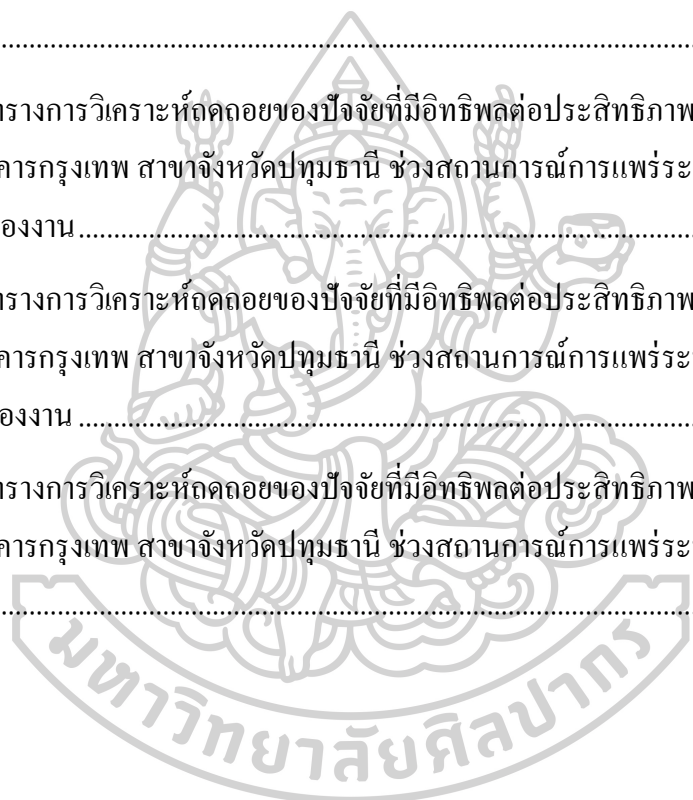 ...........................................................................................
ตารางการวิเคราะห์ถดถอยของปัจจัยที่มีอิทธิพลต่อประสิทธิภาพ
คารกรุงเทพ สาขาจังหวัดปทุมธานี ช่วงสถานการณ์การแพร่ระ
องงาน...........................................................................................
ตารางการวิเคราะห์ถดถอยของปัจจัยที่มีอิทธิพลต่อประสิทธิภาพ
คารกรุงเทพ สาขาจังหวัดปทุมธานี ช่วงสถานการณ์การแพร่ระ
องงาน...........................................................................................
ตารางการวิเคราะห์ถดถอยของปัจจัยที่มีอิทธิพลต่อประสิทธิภาพ
คารกรุงเทพ สาขาจังหวัดปทุมธานี ช่วงสถานการณ์การแพร่ระ
...........................................................................................
มหาวิทยาลัยศิลปากร